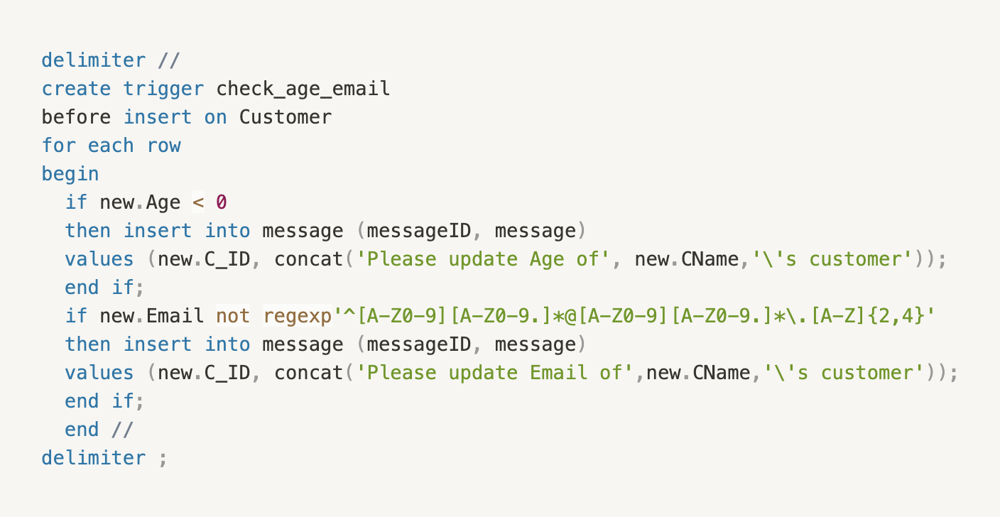 delimiter //
create trigger check_age_email
before insert on Customer
for each row
begin
  if new.Age < 0
  then insert into message (messageID, message)
  values (new.C_ID, concat('Please update Age of', new.CName,'\'s customer'));
  end if;
  if new.Email not regexp'^[A-Z0-9][A-Z0-9.]*@[A-Z0-9][A-Z0-9.]*\.[A-Z]{2,4}'
  then insert into message (messageID, message)
  values (new.C_ID, concat('Please update Email of',new.CName,'\'s customer'));
  end if;
  end //
delimiter ;